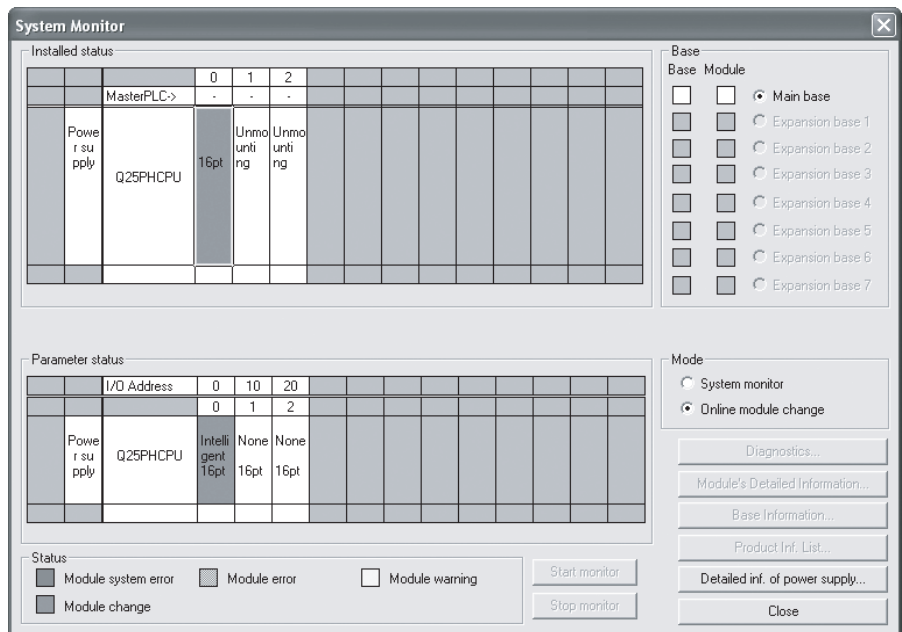 System Monitor
Installed status
0 1 2
MasterPLC-> - - -
Powe
r su
pply
Q25PHCPU
16pt
Unmo
unti
ng
Unmo
unti
ng
Base
Base Module
Main base
Expansion base 1
Expansion base 2
Expansion base 3
Expansion base 4
Expansion base 5
Expansion base 6
Expansion base 7
Parameter status
I/O Address 0 10 20
0 1 2
Powe
r su
pply
Q25PHCPU
Intelli
gent
16pt
None
16pt
None
16pt
Mode
System monitor
Online module change
Diagnostics...
Module's Detailed Information...
Base Information...
Product Inf. List...
Detailed inf. of power supply...
Close
Status
Module system error
Module error
Module warning
Module change
Start monitor
Stop monitor